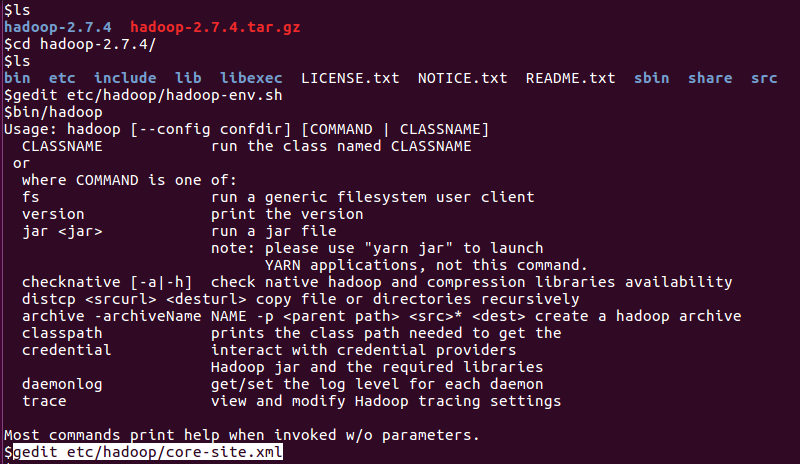 $ls
hadoop-2.7.4  hadoop-2.7.4.tar.gz
$cd hadoop-2.7.4/
$ls
bin  etc  include  lib  libexec  LICENSE.txt  NOTICE.txt  README.txt  sbin  share  src
$gedit etc/hadoop/hadoop-env.sh
$bin/hadoop
Usage: hadoop [--config confdir] [COMMAND | CLASSNAME]
  CLASSNAME            run the class named CLASSNAME
 or
  where COMMAND is one of:
  fs                   run a generic filesystem user client
  version              print the version
  jar <jar>            run a jar file
                       note: please use "yarn jar" to launch
                             YARN applications, not this command.
  checknative [-a|-h]  check native hadoop and compression libraries availability
  distcp <srcurl> <desturl> copy file or directories recursively
  archive -archiveName NAME -p <parent path> <src>* <dest> create a hadoop archive
  classpath            prints the class path needed to get the
  credential           interact with credential providers
                       Hadoop jar and the required libraries
  daemonlog            get/set the log level for each daemon
  trace                view and modify Hadoop tracing settings

Most commands print help when invoked w/o parameters.
$gedit etc/hadoop/core-site.xml